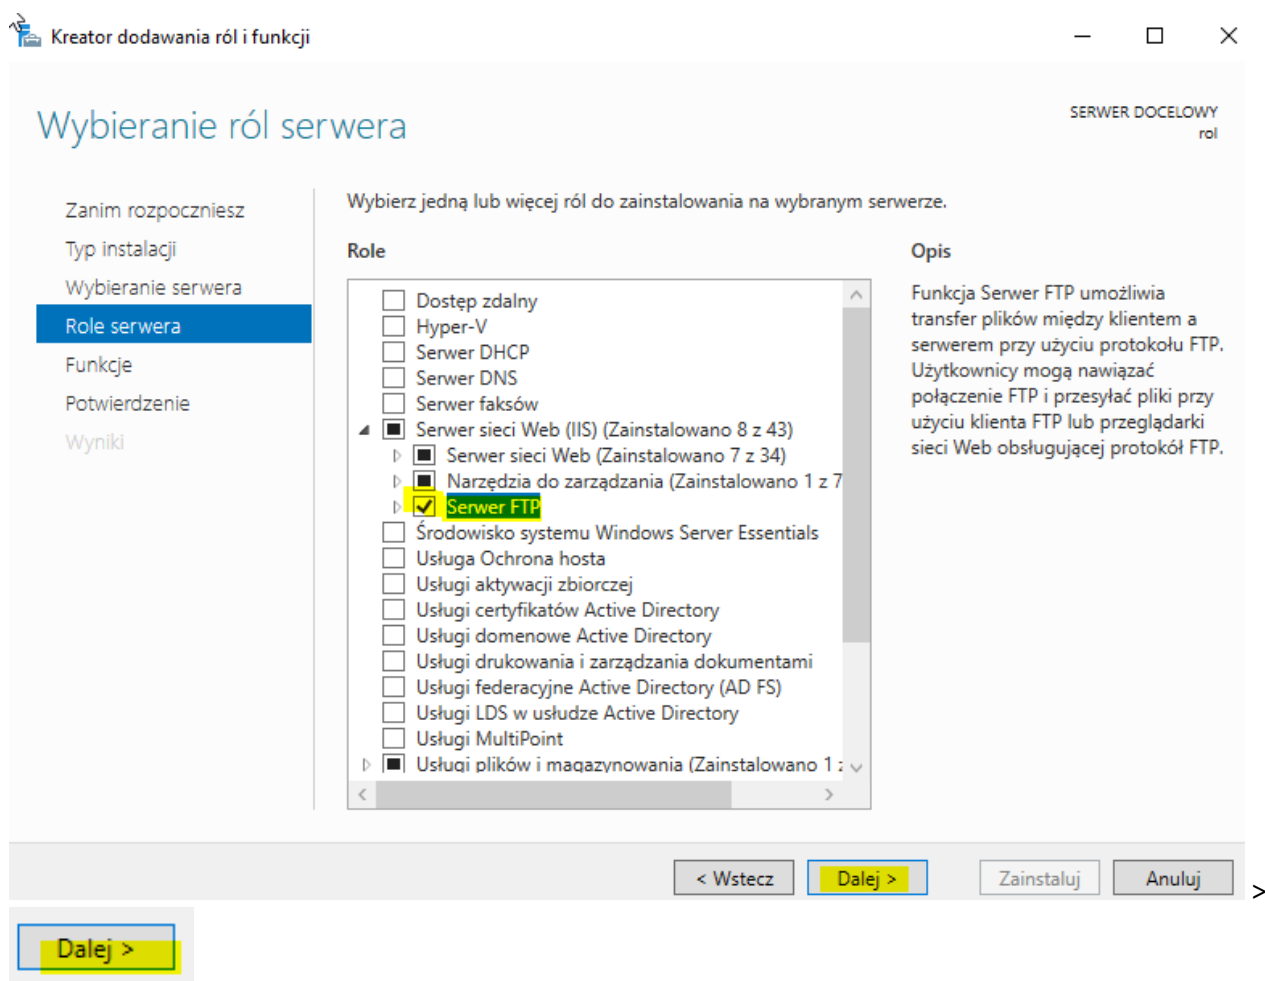 Kreator dodawania ról i funkcji
Wybieranie ról serwera
SERWER DOCELOWY
rol
Zanim rozpoczniesz
Typ instalacji
Wybieranie serwera
Role serwera
Funkcje
Potwierdzenie
Wyniki
Wybierz jedną lub więcej ról do zainstalowania na wybranym serwerze.
Role
Dostęp zdalny
Hyper-V
Serwer DHCP
Serwer DNS
Serwer faksów
Serwer sieci Web (IIS) (Zainstalowano 8 z 43)
Serwer sieci Web (Zainstalowano 7 z 34)
Narzędzia do zarządzania (Zainstalowano 1 z 7
Serwer FTP
Środowisko systemu Windows Server Essentials
Usługa Ochrona hosta
Usługi aktywacji zbiorczej
Usługi certyfikatów Active Directory
Usługi domenowe Active Directory
Usługi drukowania i zarządzania dokumentami
Usługi federacyjne Active Directory (AD FS)
Usługi LDS w usłudze Active Directory
Usługi MultiPoint
Usługi plików i magazynowania (Zainstalowano 1 z
Opis
Funkcja Serwer FTP umożliwia
transfer plików między klientem a
serwerem przy użyciu protokołu FTP.
Użytkownicy mogą nawiązać
połączenie FTP i przesyłać pliki przy
użyciu klienta FTP lub przeglądarki
sieci Web obsługującej protokół FTP.
< Wstecz
Dalej >
Zainstaluj
Anuluj
>
Dalej >